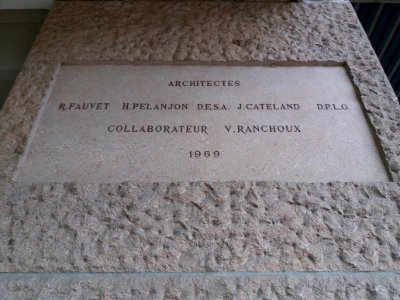 ARCHITECTES
R.FAUVET H.PELANJON D.E.S.A. J.CATELAND D.P.L.G.
COLLABORATEUR V.RANCHOUX
1969